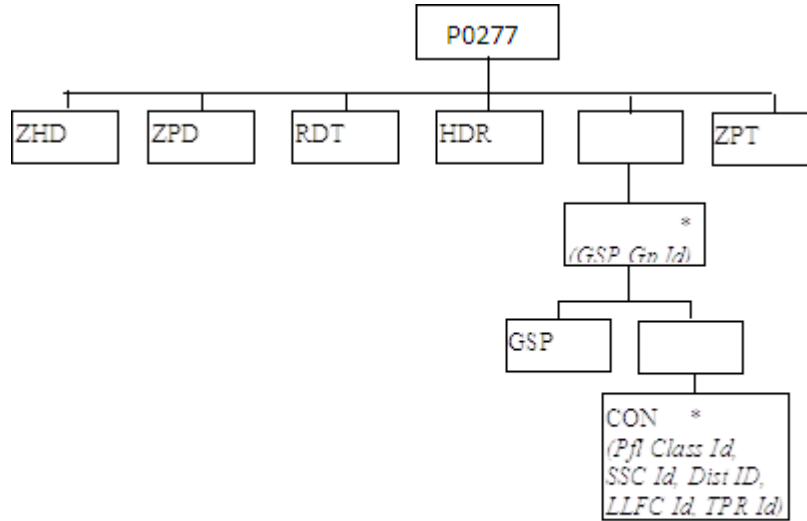 P0277
ZHD
ZPD
RDT
HDR
ZPT
*
(GSP Gp Id)
GSP
CON *
(Pfl Class Id,
SSC Id, Dist ID,
LLFC Id, TPR Id)